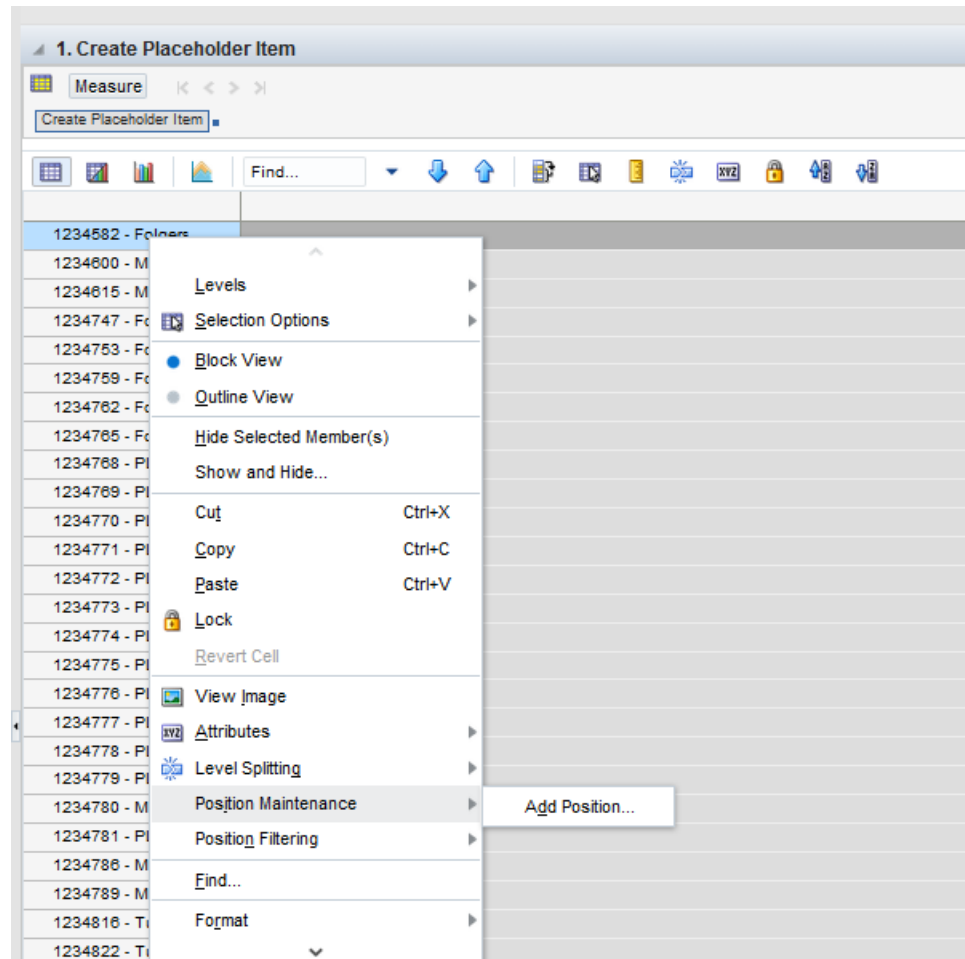 1. Create Placeholder Item
Measure
Create Placeholder Item
Find...
XYZ
1234582 - Folgers
1234600 - M
1234615 - M
1234747 - Fo
1234753 - Fo
1234759 - Fo
1234762 - Fo
1234765 - Fo
1234768 - Pl
1234769 - Pl
1234770 - Pl
1234771 - Pl
1234772 - Pl
1234773 - Pl
1234774 - Pl
1234775 - Pl
1234776 - Pl
1234777 - Pl
1234778 - Pl
1234779 - Pl
1234780 - M
1234781 - Pl
1234786 - M
1234789 - M
1234816 - Tu
1234822 - Tu
Levels
Selection Options
Block View
Outline View
Hide Selected Member(s)
Show and Hide...
Cut Ctrl+X
Copy Ctrl+C
Paste Ctrl+V
Lock
Revert Cell
View Image
XYZ Attributes
Level Splitting
Position Maintenance
Add Position...
Position Filtering
Find...
Format